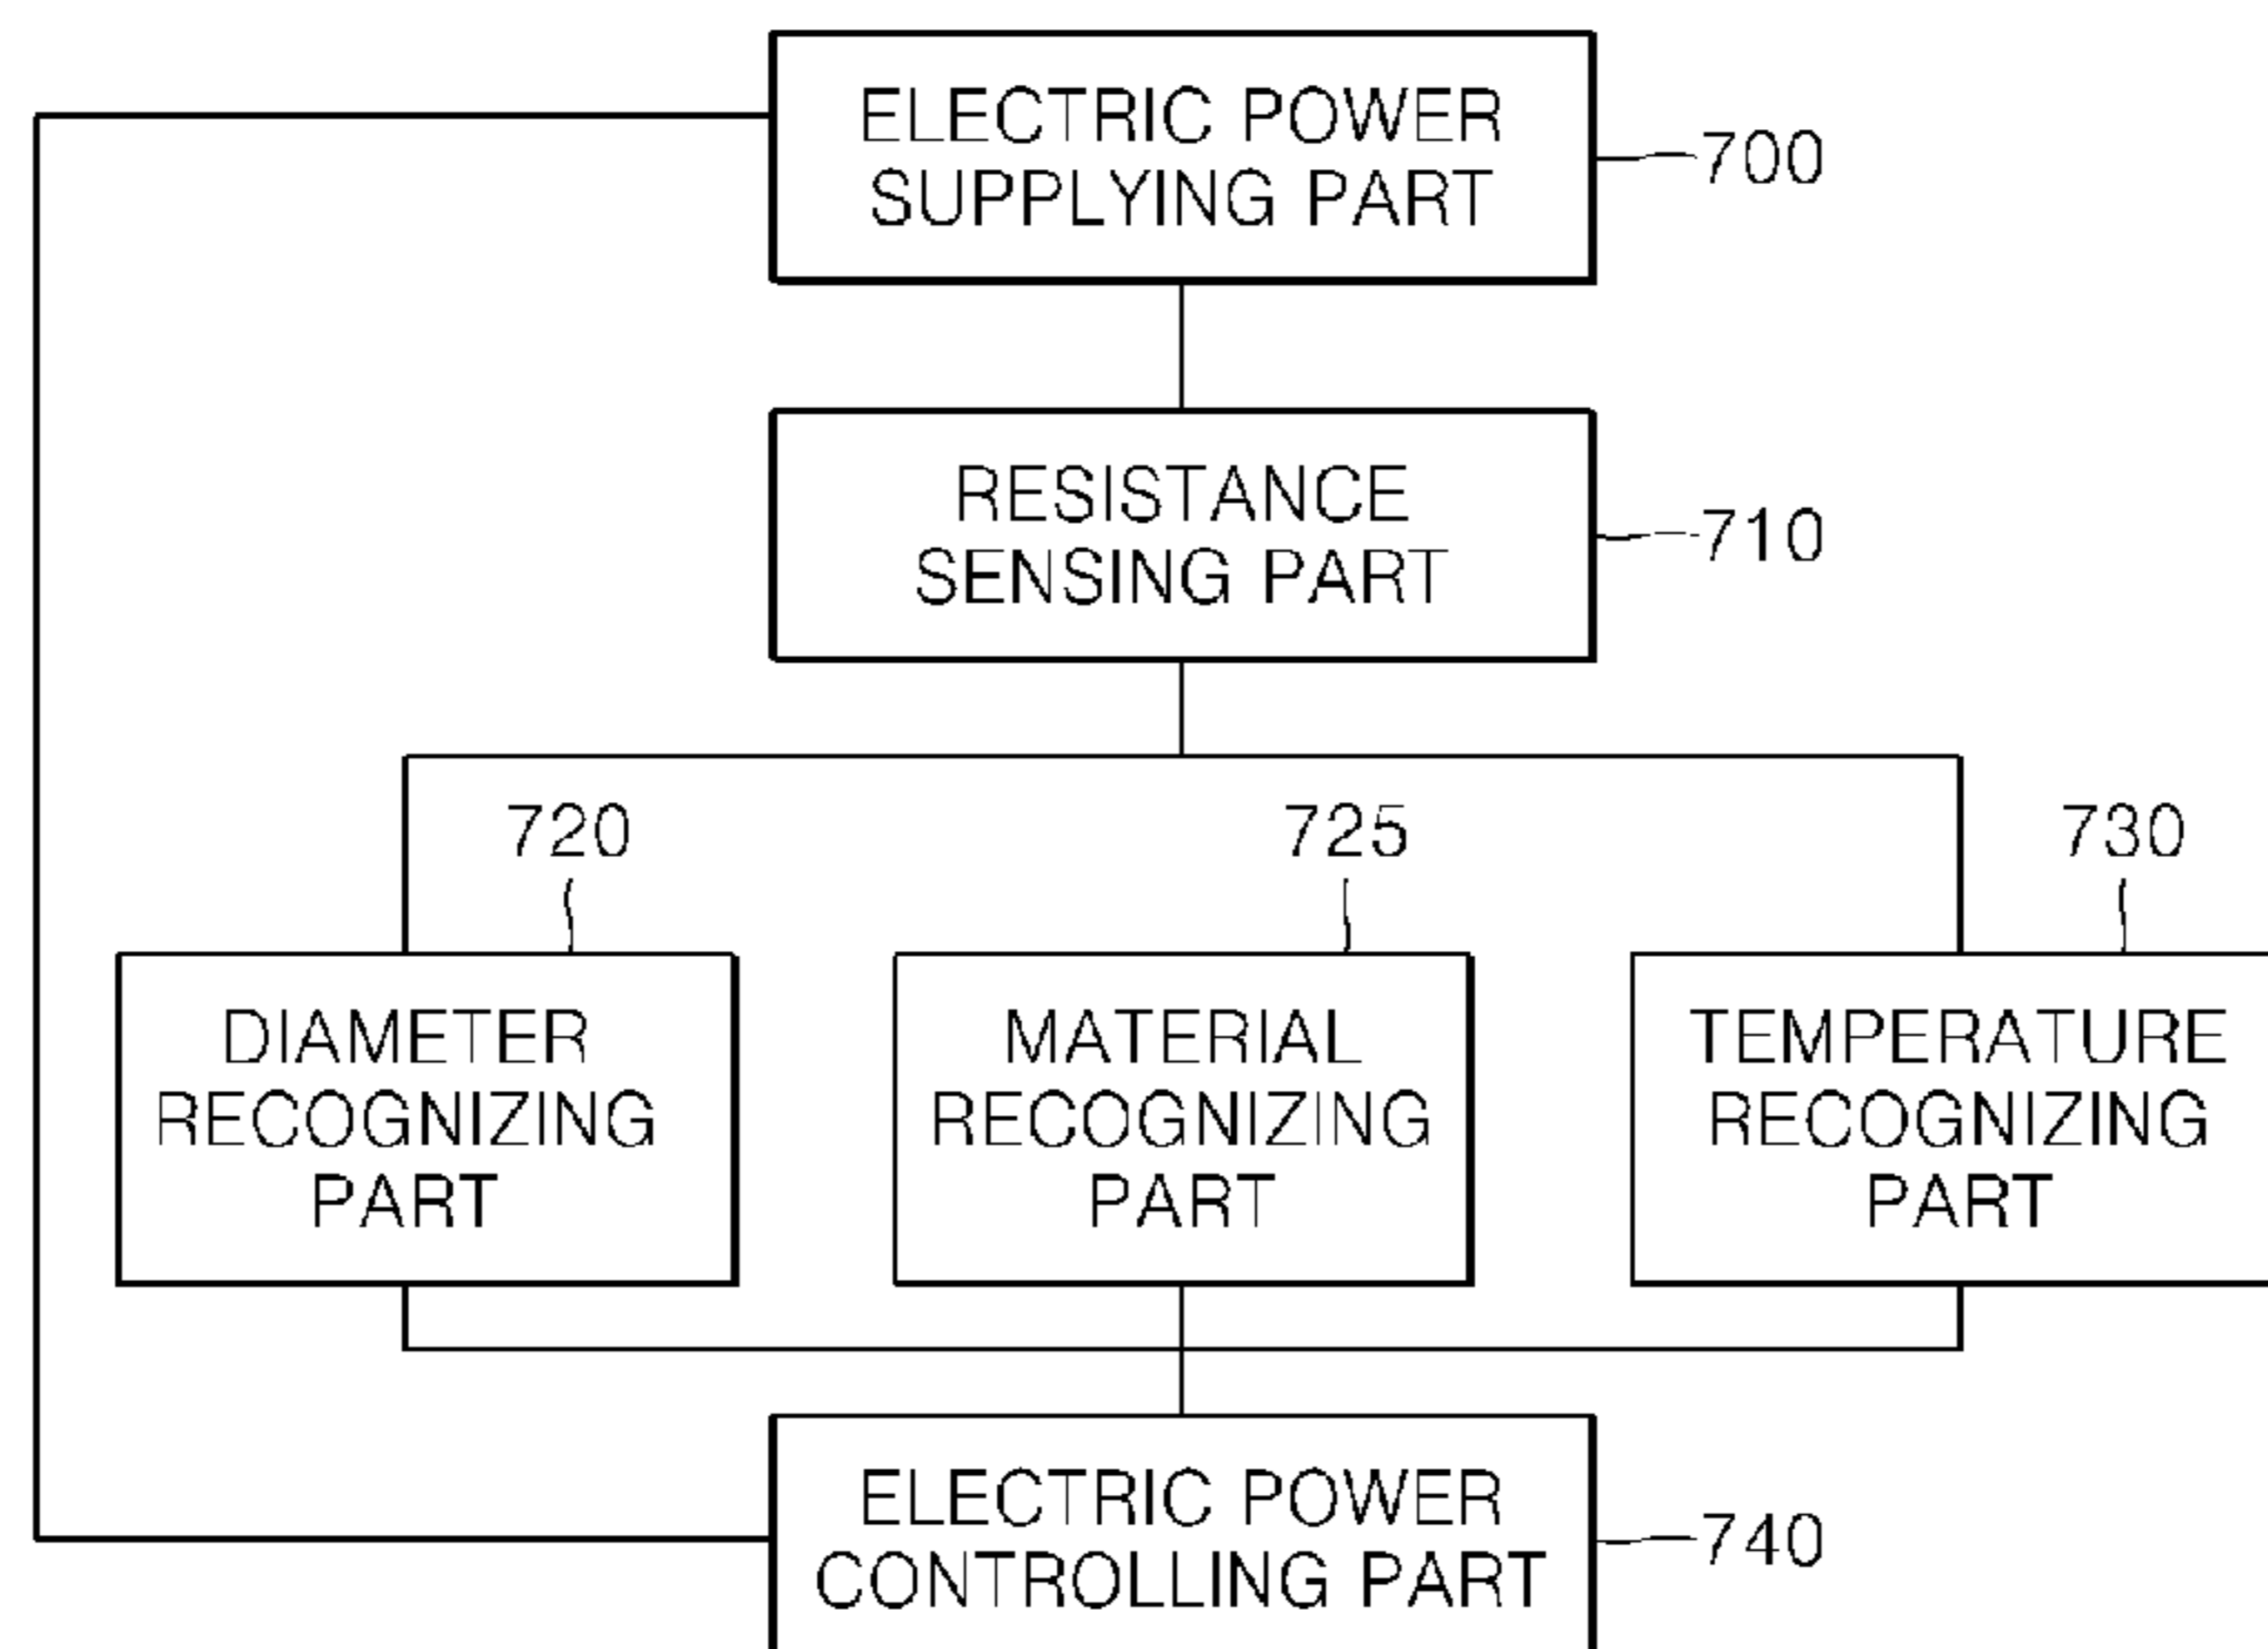 ELECTRIC POWER
SUPPLYING PART
700
RESISTANCE
SENSING PART
710
720
725
730
DIAMETER
RECOGNIZING
PART
MATERIAL
RECOGNIZING
PART
TEMPERATURE
RECOGNIZING
PART
ELECTRIC POWER
CONTROLLING PART
740